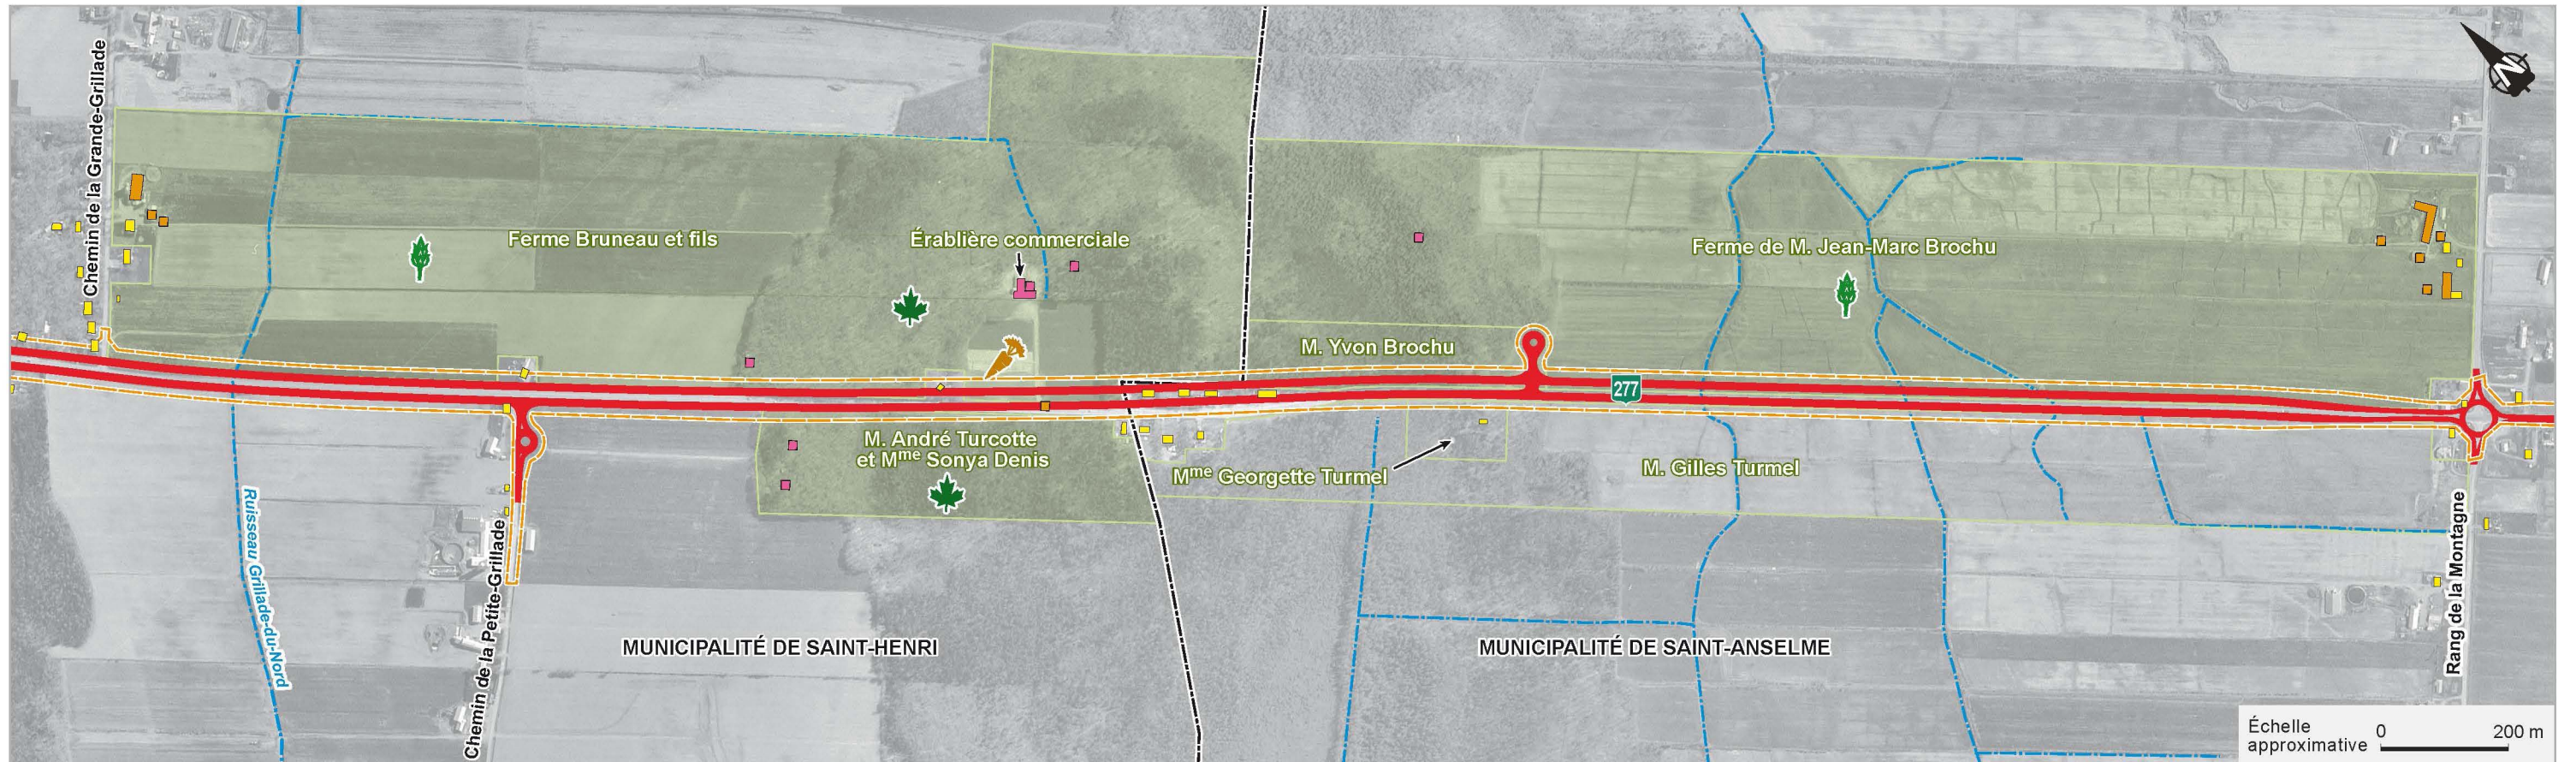 Chemin de la Grande-Grillade
N
Ferme Bruneau et fils
Érablière commerciale
Ferme de M. Jean-Marc Brochu
M. Yvon Brochu
277
M. André Turcotte
et Mme Sonya Denis
Mme Georgette Turmel
M. Gilles Turmel
Ruisseau Grillade-du-Nord
Chemin de la Petite-Grillade
Rang de la Montagne
MUNICIPALITÉ DE SAINT-HENRI
MUNICIPALITÉ DE SAINT-ANSELME
Échelle
approximative
0
200 m